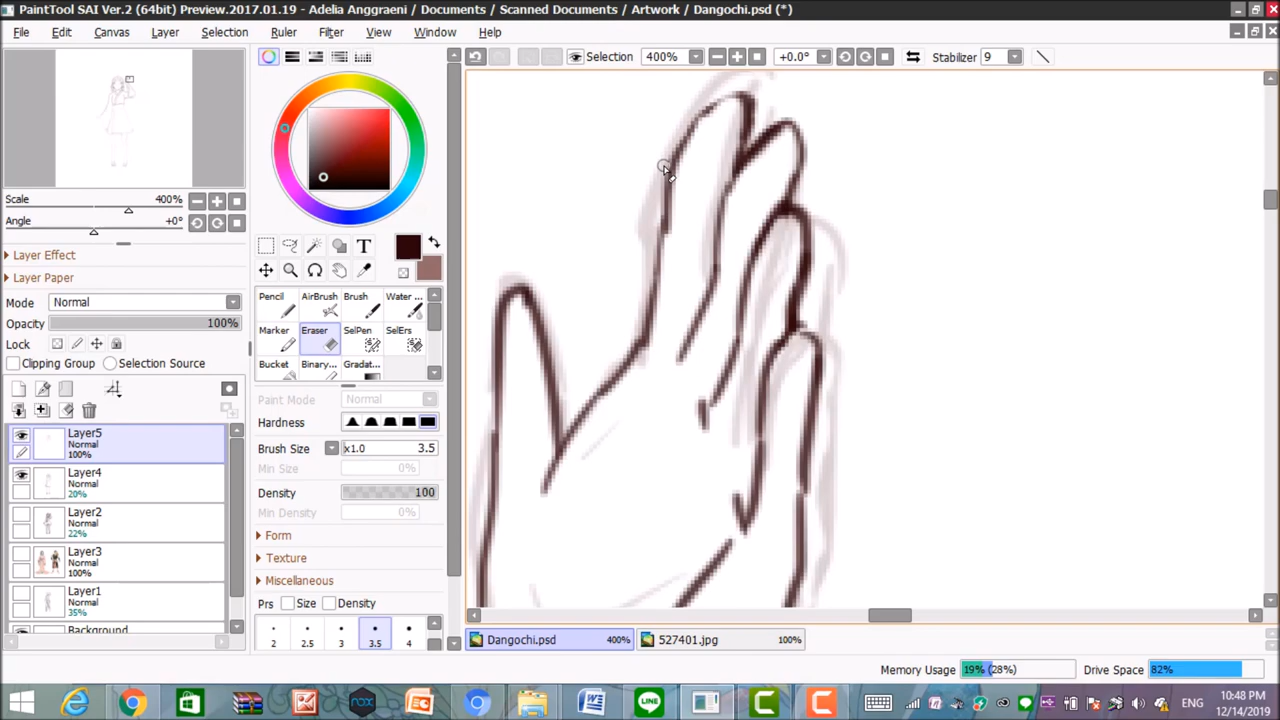 PaintTool SAI Ver.2 (64bit) Preview.2017.01.19 - Adelia Anggraeni / Documents / Scanned Documents / Artwork / Dangochi.psd (*)
File Edit Canvas Layer Selection Filter View Window Help
Scale 400%
Angle +0°
Layer Effect
Layer Paper
Mode Normal
Opacity 100%
Lock
Clipping Group Selection Source
Layer5
Normal
100%
Layer4
Normal
20%
Layer2
Normal
22%
Layer3
Normal
100%
Layer1
Normal
35%
Background
T
Pencil AirBrush Brush Water ...
Marker Eraser SelPen SelErs
Bucket Binary... Gradat...
Paint Mode Normal
Hardness
Brush Size x1.0 3.5
Min Size 0%
Density 100
Min Density 0%
Form
Texture
Miscellaneous
Prs Size Density
2 2.5 3 3.5 4
Selection 400% +0.0° Stabilizer 9
Dangochi.psd 400% 527401.jpg 100%
Memory Usage 19% (28%) Drive Space 82%
nox LINE ENG 10:48 PM
12/14/2019